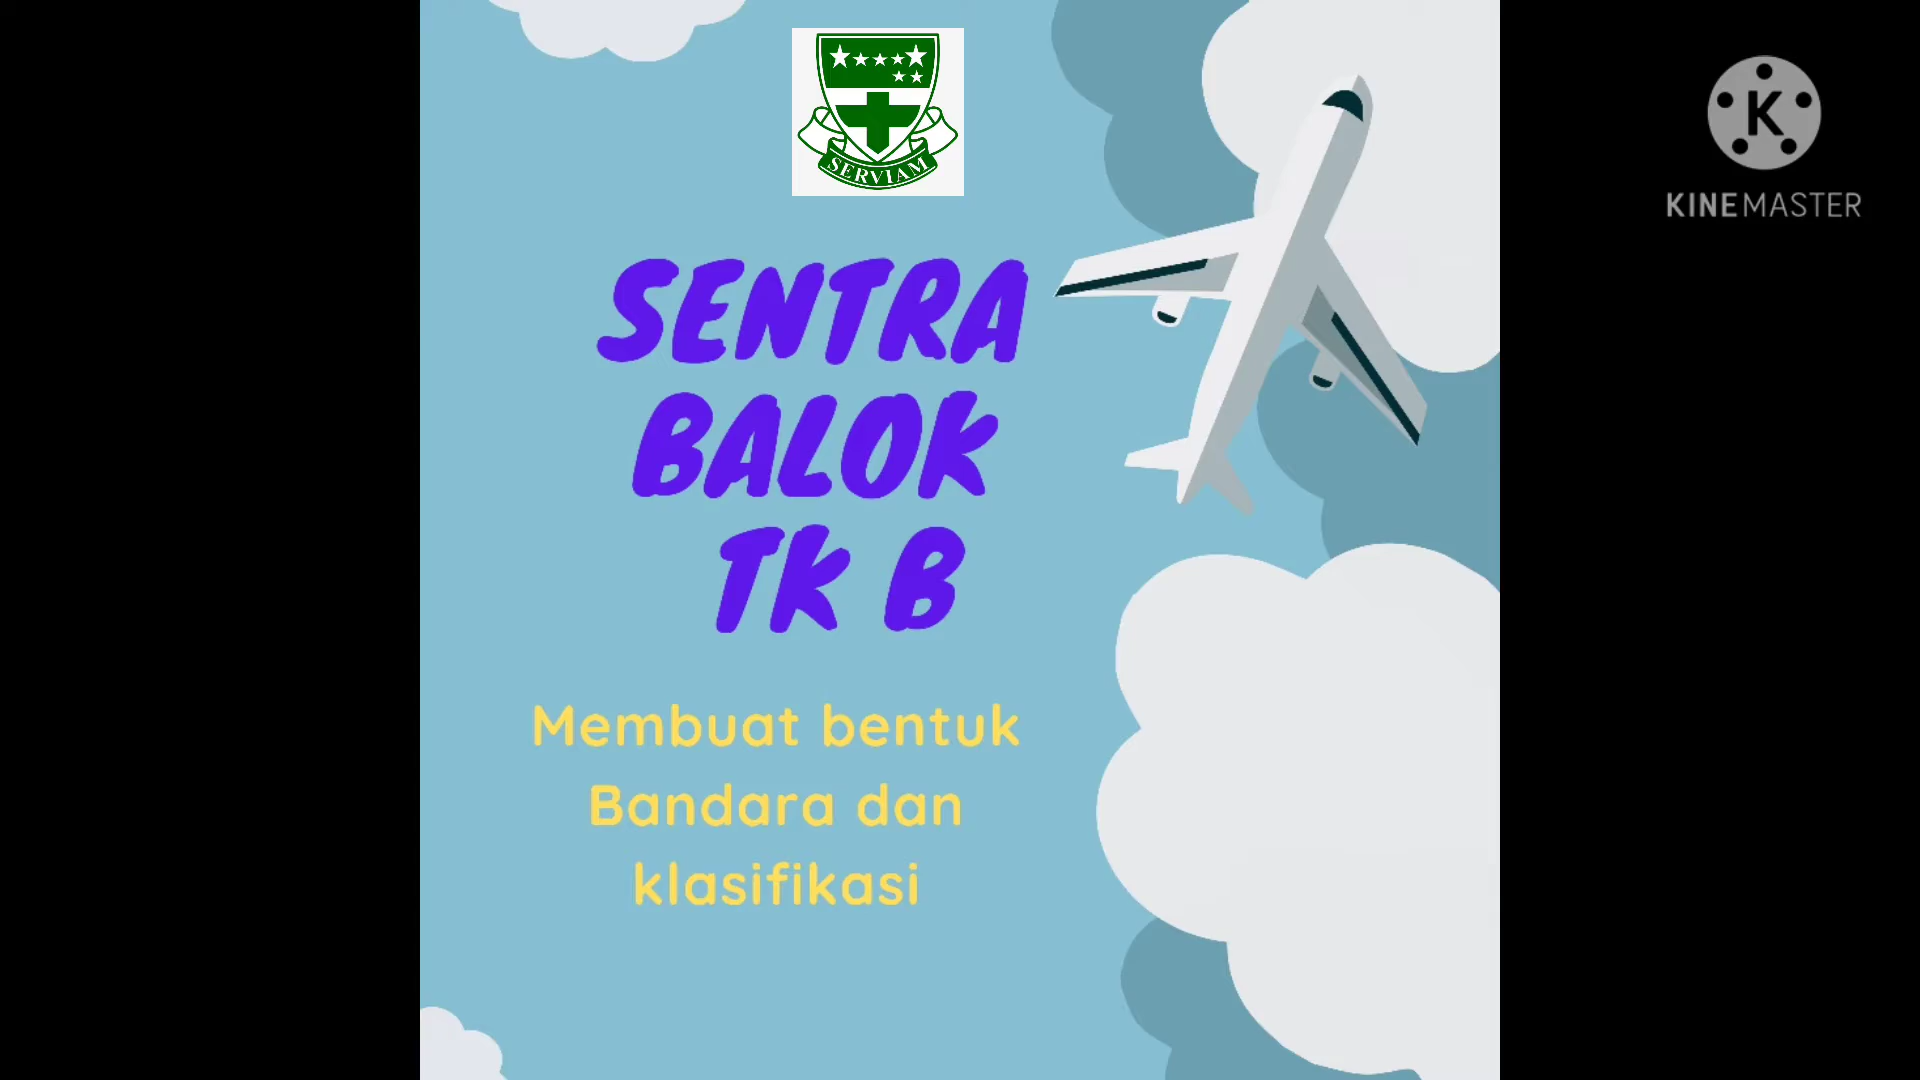 SERVIAM
KINEMASTER
SENTRA
BALOK
TK B
Membuat bentuk
Bandara dan
klasifikasi